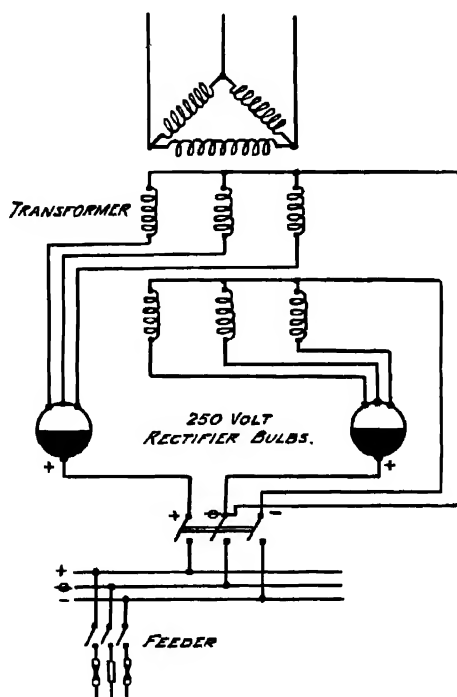 TRANSFORMER
250 VOLT
RECTIFIER BULBS.
+
+
+
-
+
-
FEEDER